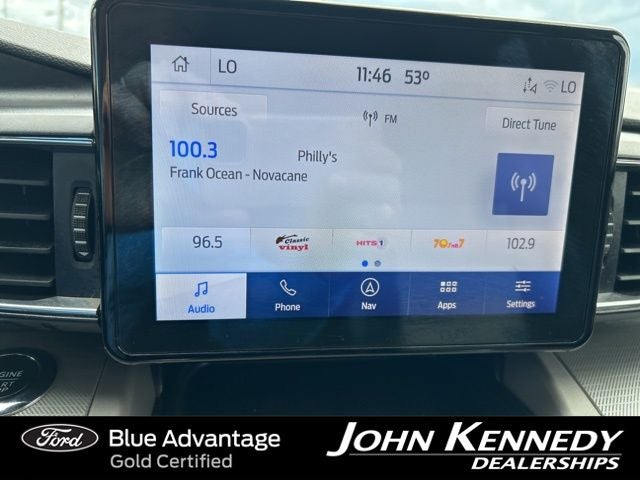 LO
11:46 53°
LO
Sources
FM
Direct Tune
100.3
Philly's
Frank Ocean - Novacane
96.5
Classic vinyl
HITS 1
70s on 7
102.9
Audio
Phone
Nav
Apps
Settings
Ford
Blue Advantage
Gold Certified
JOHN KENNEDY
DEALERSHIPS